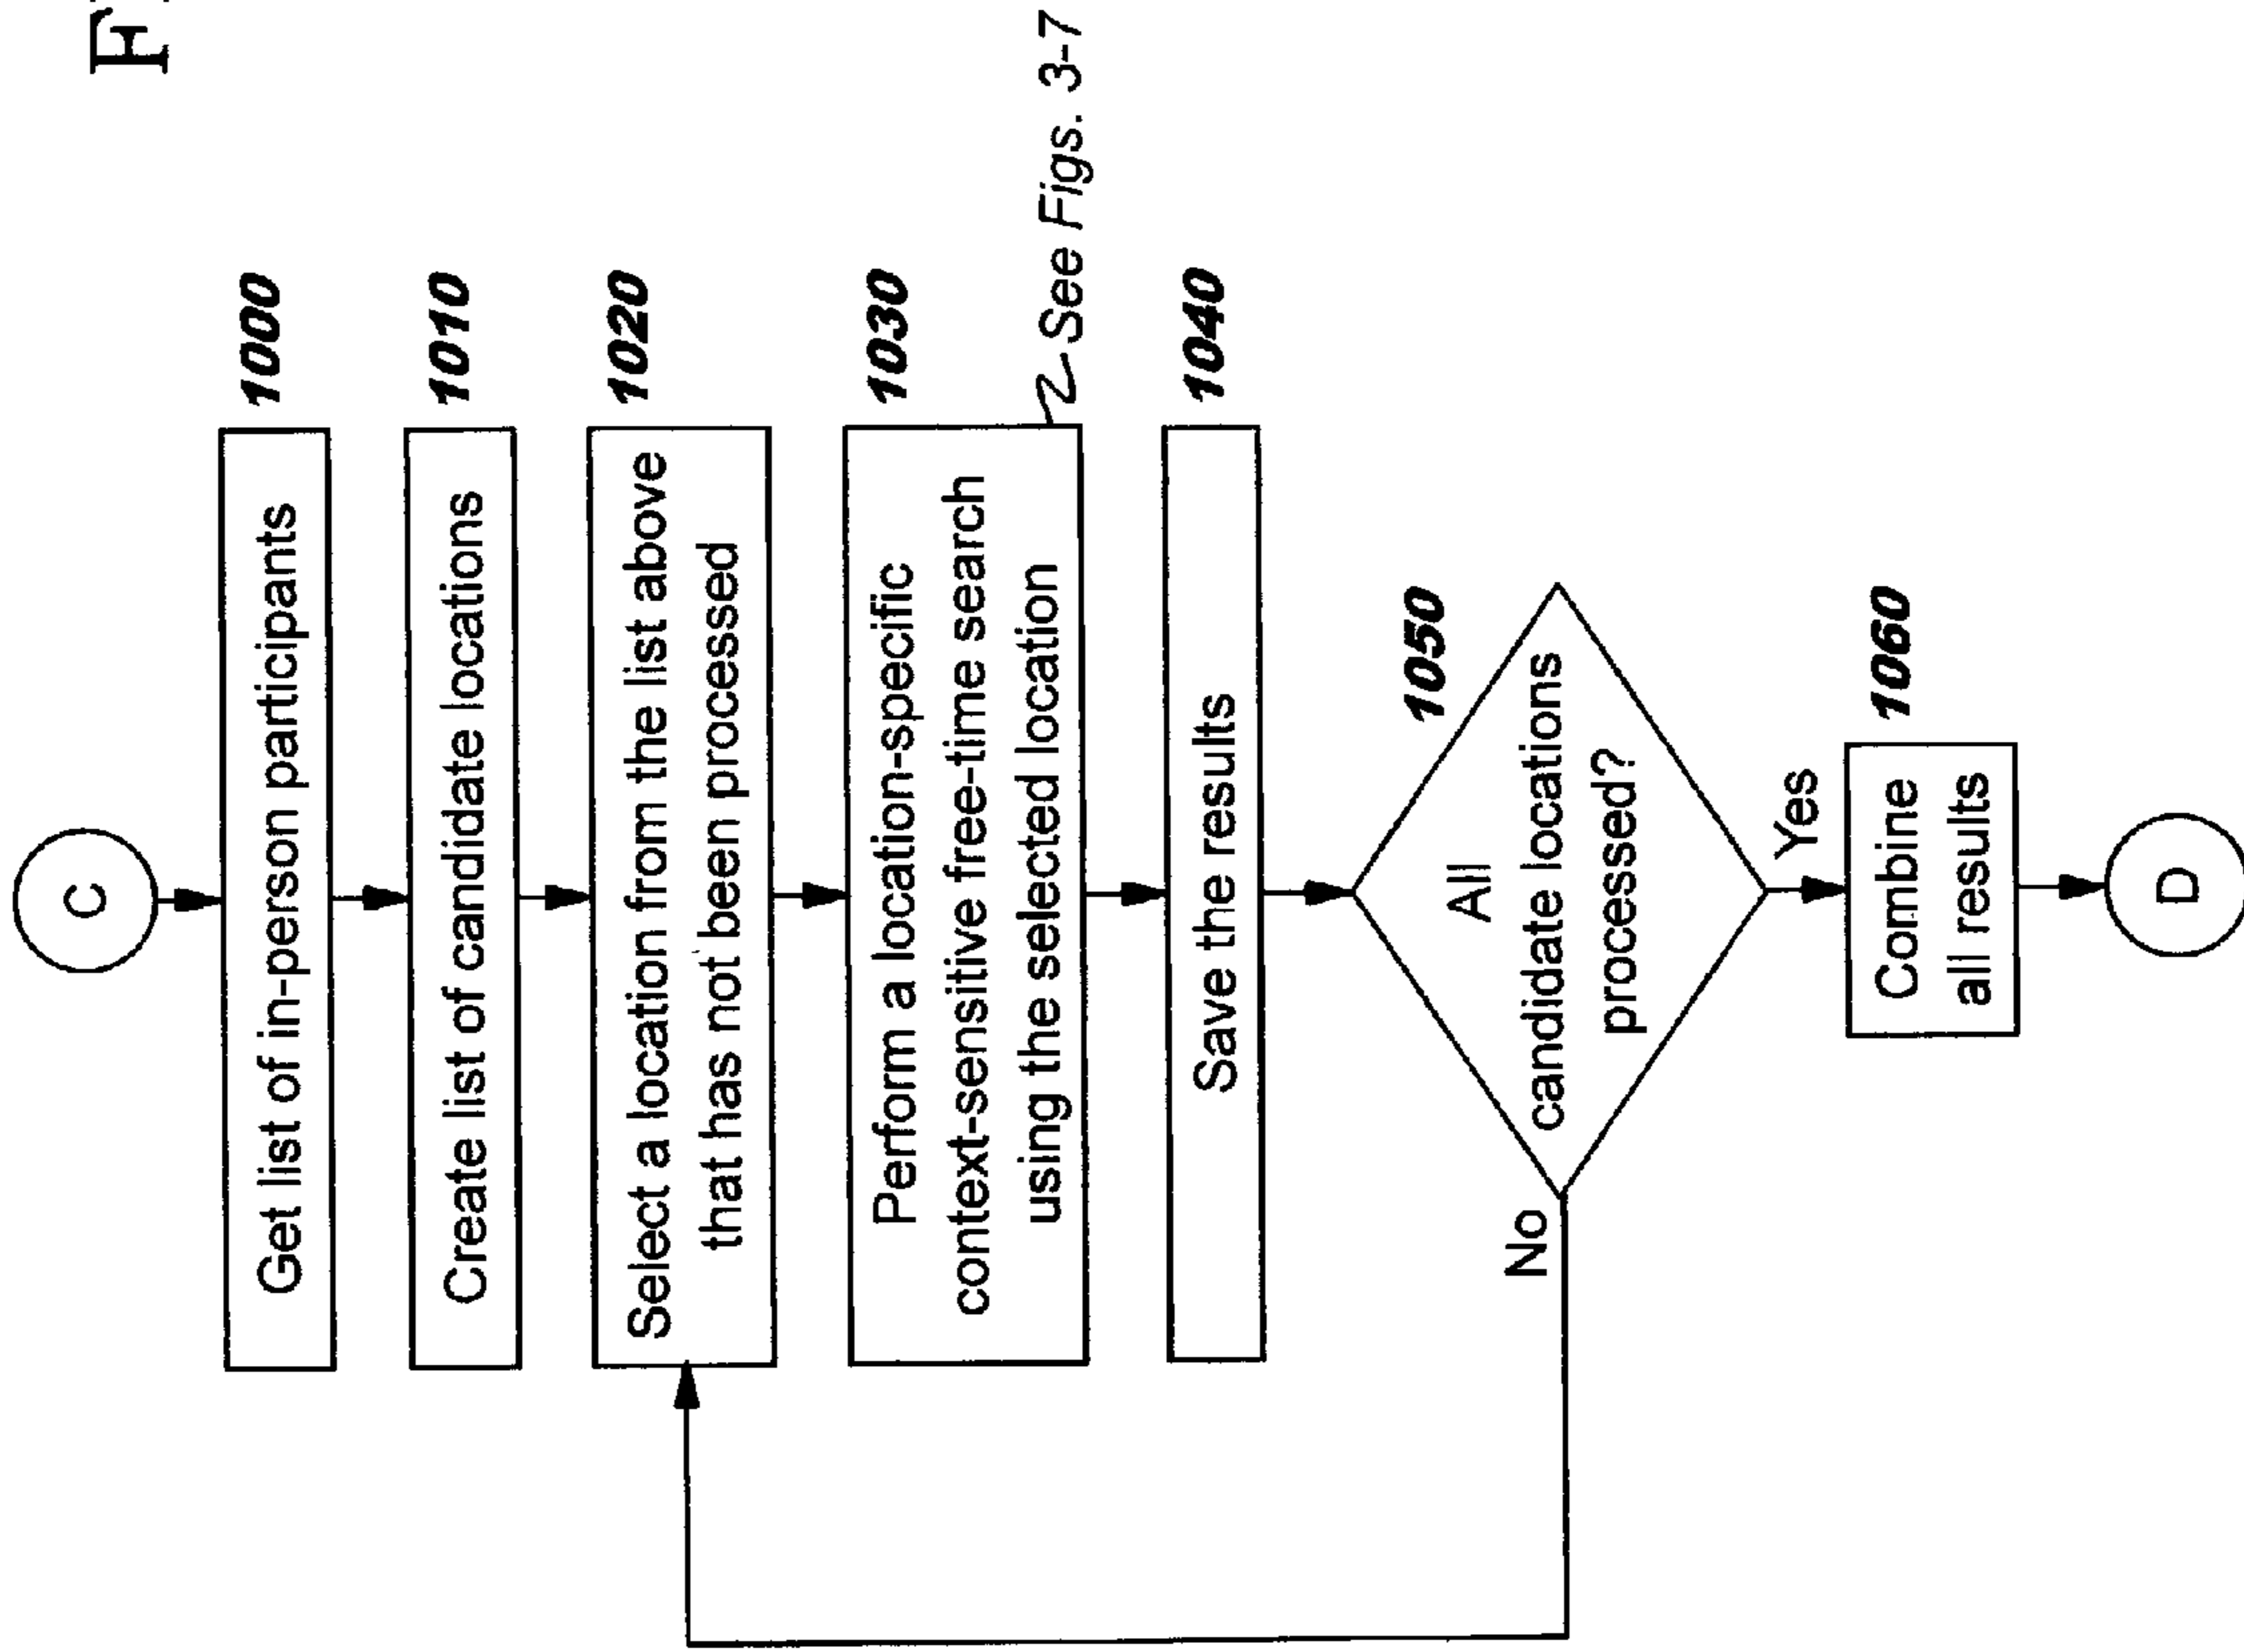 C
Get list of in-person participants
1000
Create list of candidate locations
1010
Select a location from the list above
that has not been processed
1020
Perform a location-specific
context-sensitive free-time search
using the selected location
1030
See Figs. 3-7
Save the results
1040
All
candidate locations
processed?
1050
No
Yes
Combine
all results
1060
D